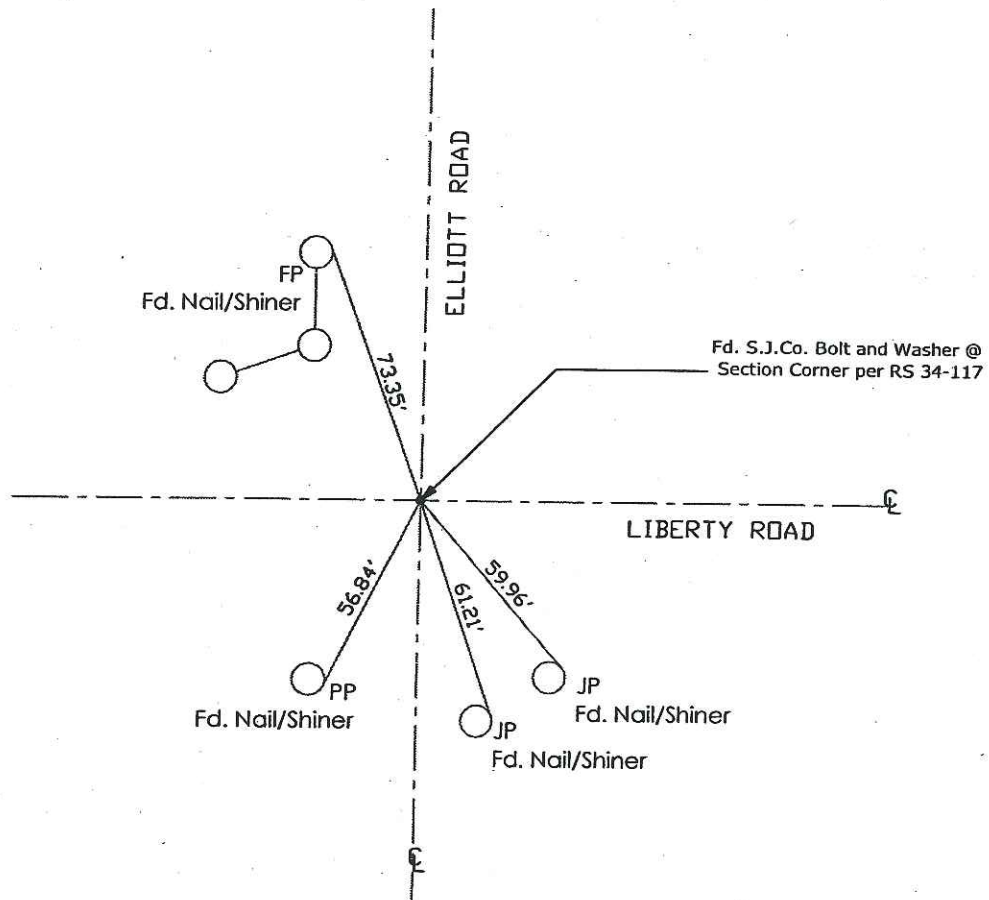 ELLIOTT ROAD
FP
Fd. Nail/Shiner
73.35'
Fd. S.J.Co. Bolt and Washer @
Section Corner per RS 34-117
℄
LIBERTY ROAD
56.84'
61.21'
59.96'
PP
Fd. Nail/Shiner
JP
Fd. Nail/Shiner
JP
Fd. Nail/Shiner
℄